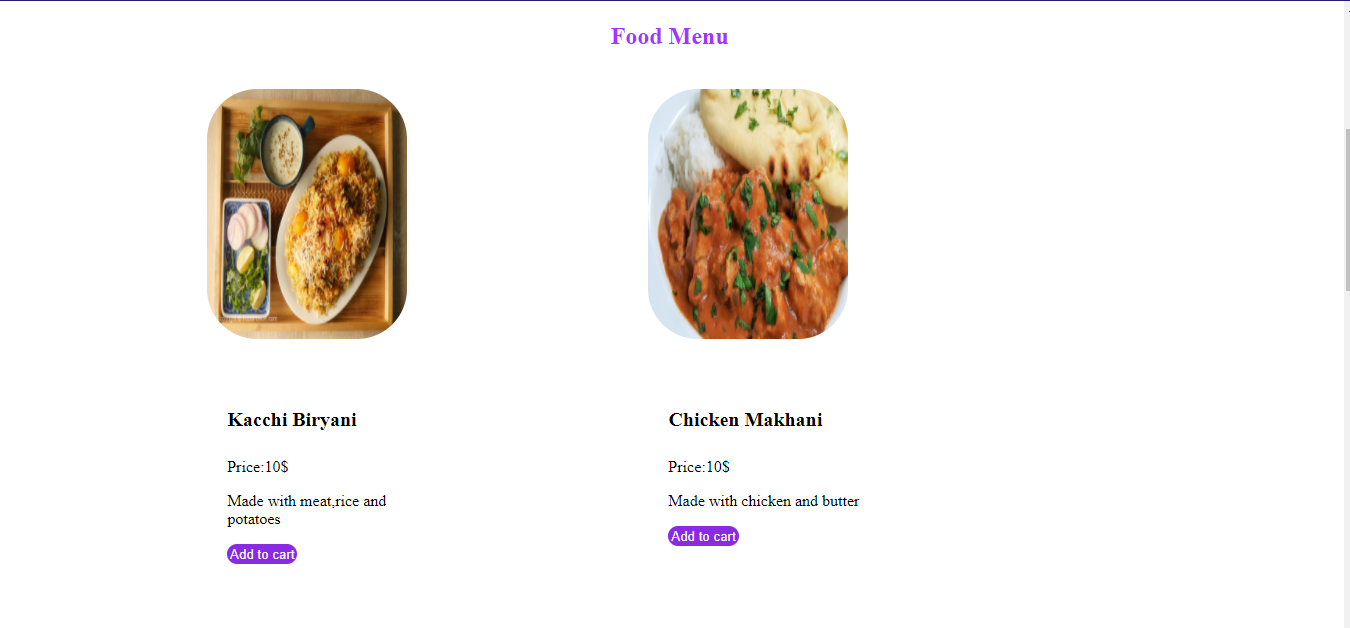 Food Menu
Kacchi Biryani
Price:10$
Made with meat,rice and
potatoes
Add to cart
Chicken Makhani
Price:10$
Made with chicken and butter
Add to cart